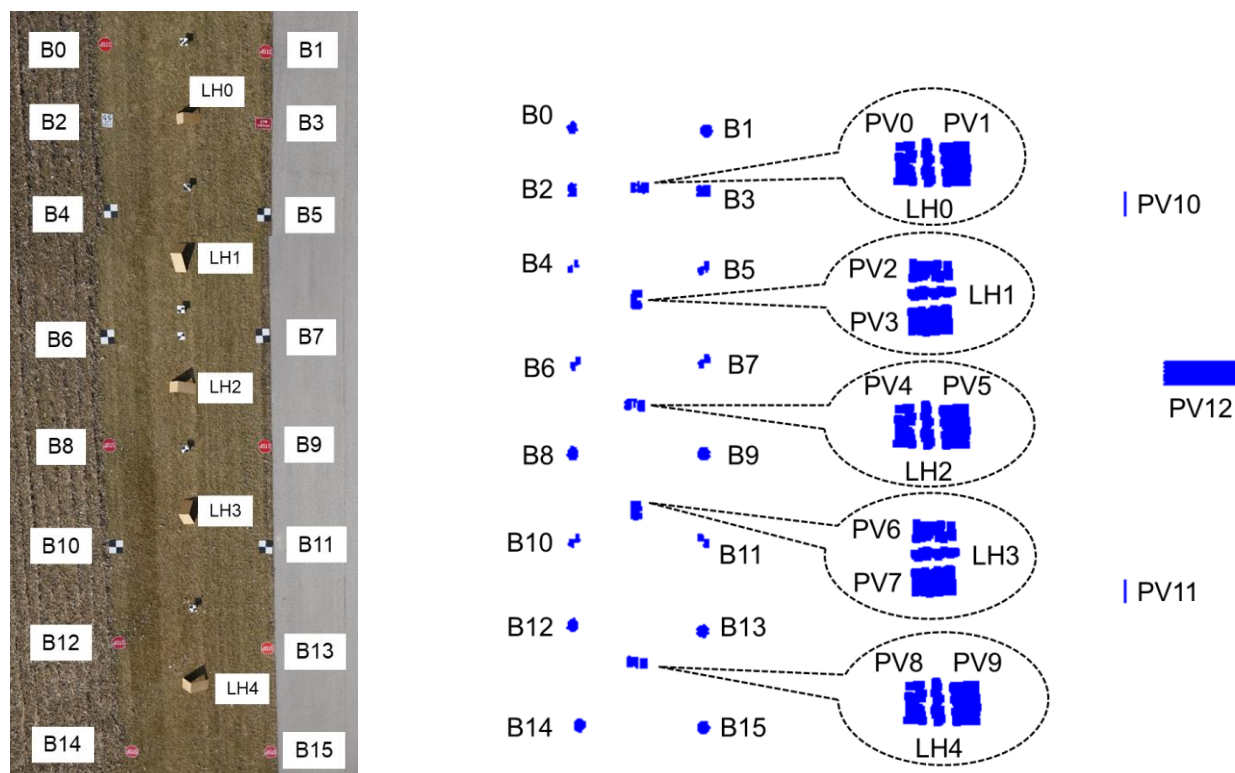 B0
B1
LH0
B2
B3
B4
B5
LH1
B6
B7
LH2
B8
B9
LH3
B10
B11
B12
B13
LH4
B14
B15
B0
B1
PV0 PV1
LH0
B2
B3
PV10
B4
B5
PV2
LH1
PV3
B6
B7
PV4 PV5
LH2
PV12
B8
B9
PV6
LH3
PV7
B10
B11
PV11
B12
B13
PV8 PV9
LH4
B14
B15